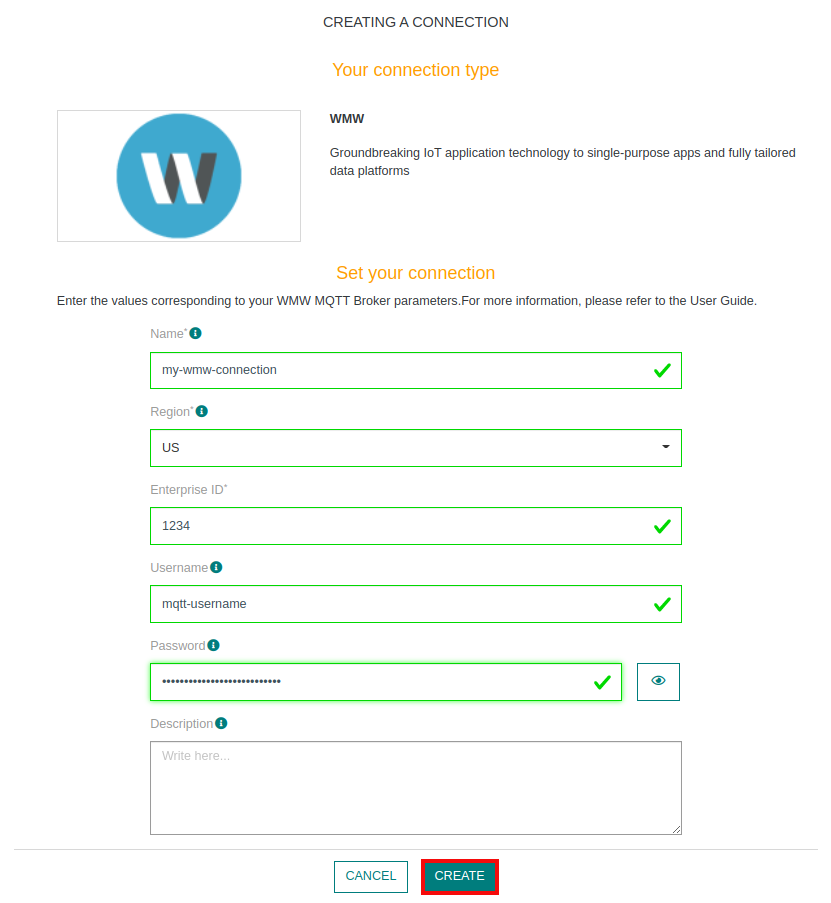 CREATING A CONNECTION
Your connection type
W
WMW
Groundbreaking IoT application technology to single-purpose apps and fully tailored
data platforms
Set your connection
Enter the values corresponding to your WMW MQTT Broker parameters.For more information, please refer to the User Guide.
Name*
my-wmw-connection
Region*
US
Enterprise ID*
1234
Username
mqtt-username
Password
•••••••••••••••••••••••••••
Description
Write here...
CANCEL CREATE